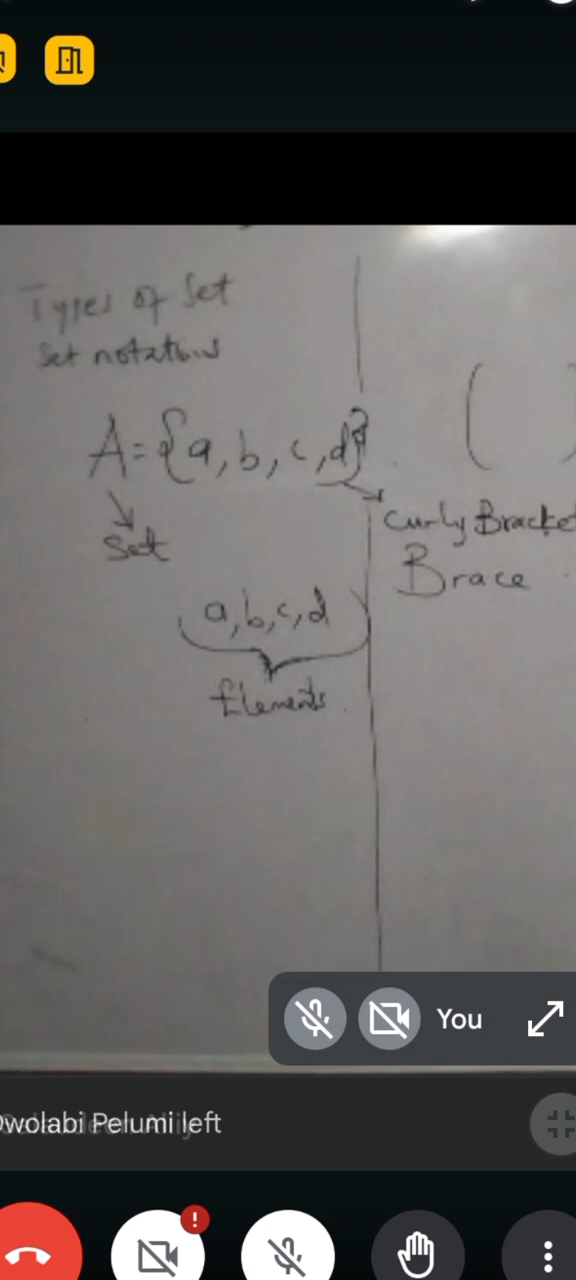 Types of Set
Set notations
A={a, b, c, d}
(
)
Set
Curly Bracket
Brace
a, b, c, d
Elements
You
Owolabi Pelumi left